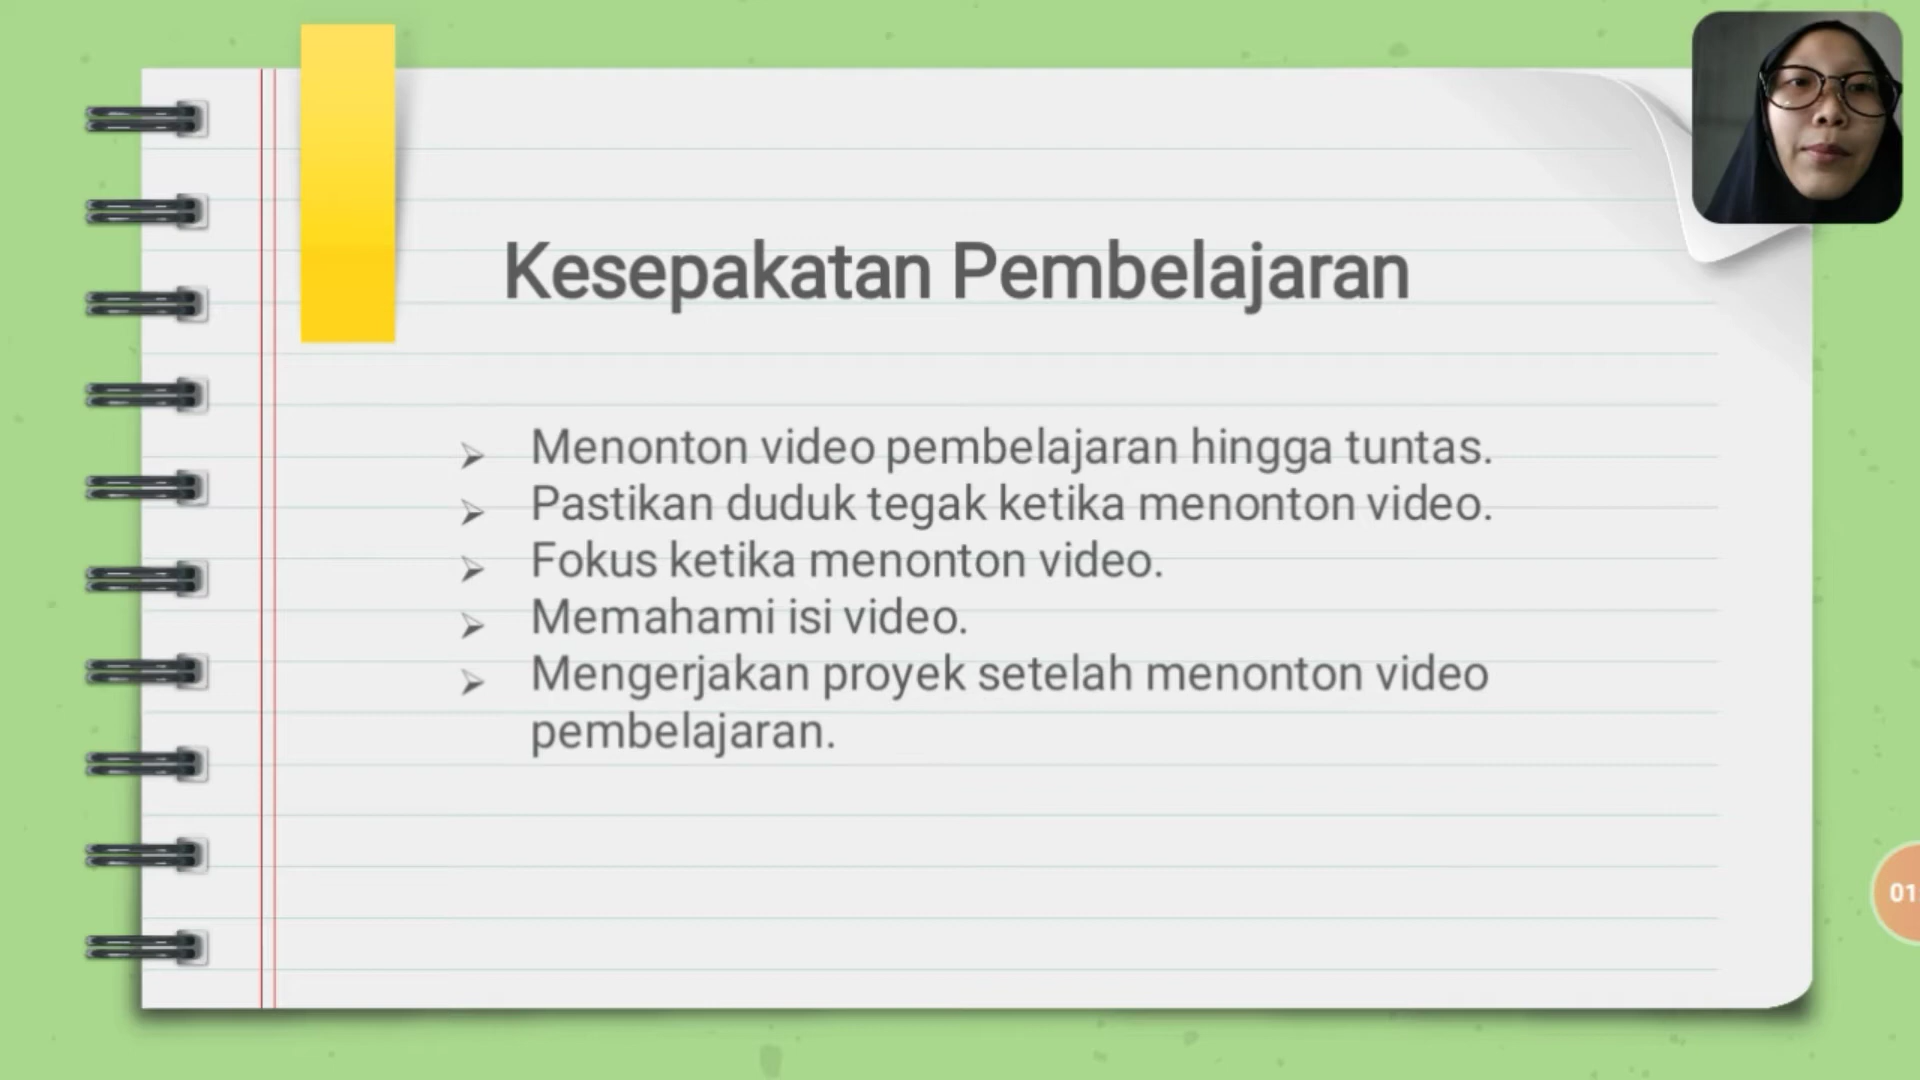 Kesepakatan Pembelajaran
Menonton video pembelajaran hingga tuntas.
Pastikan duduk tegak ketika menonton video.
Fokus ketika menonton video.
Memahami isi video.
Mengerjakan proyek setelah menonton video
pembelajaran.
01